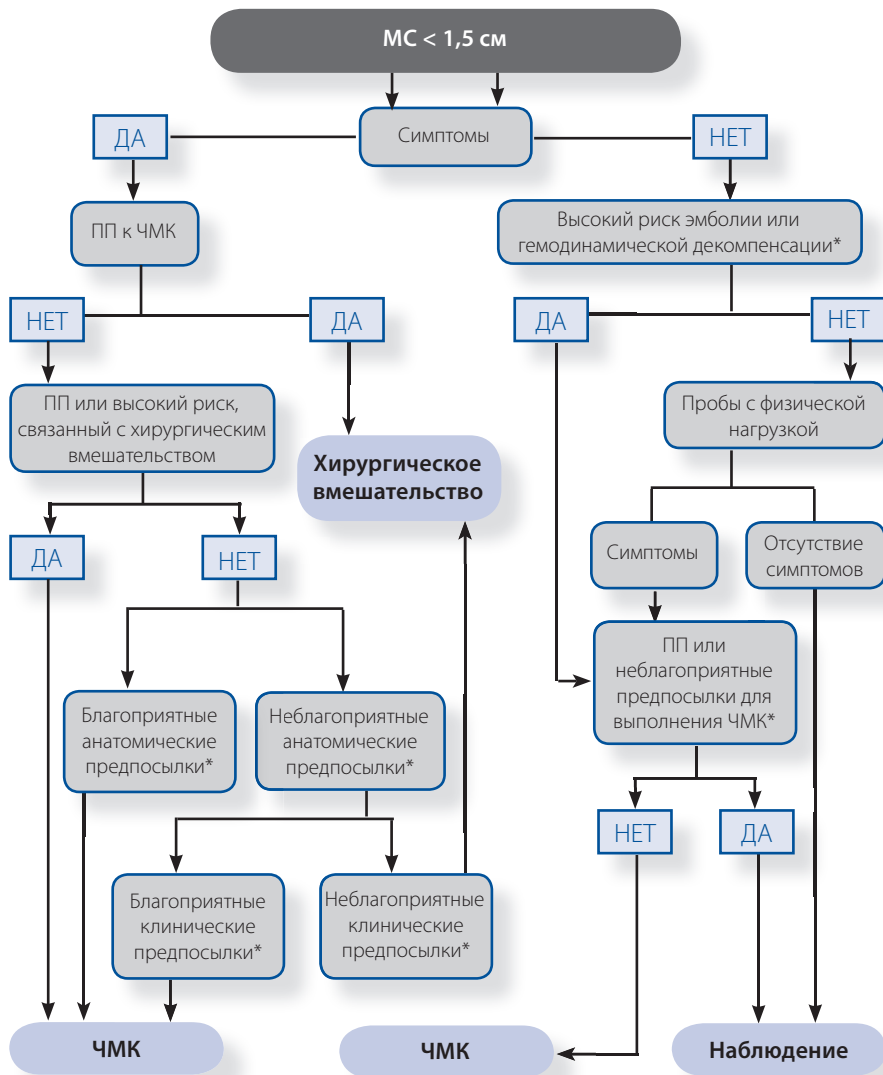 МС < 1,5 см
Симптомы
ДА
НЕТ
ПП к ЧМК
Высокий риск эмболии или
гемодинамической декомпенсации*
НЕТ
ДА
ДА
НЕТ
ПП или высокий риск,
связанный с хирургическим
вмешательством
Хирургическое
вмешательство
Пробы с физической
нагрузкой
ДА
НЕТ
Симптомы
Отсутствие
симптомов
Благоприятные
анатомические
предпосылки*
Неблагоприятные
анатомические
предпосылки*
ПП или
неблагоприятные
предпосылки для
выполнения ЧМК*
НЕТ
ДА
Благоприятные
клинические
предпосылки*
Неблагоприятные
клинические
предпосылки*
ЧМК
ЧМК
Наблюдение